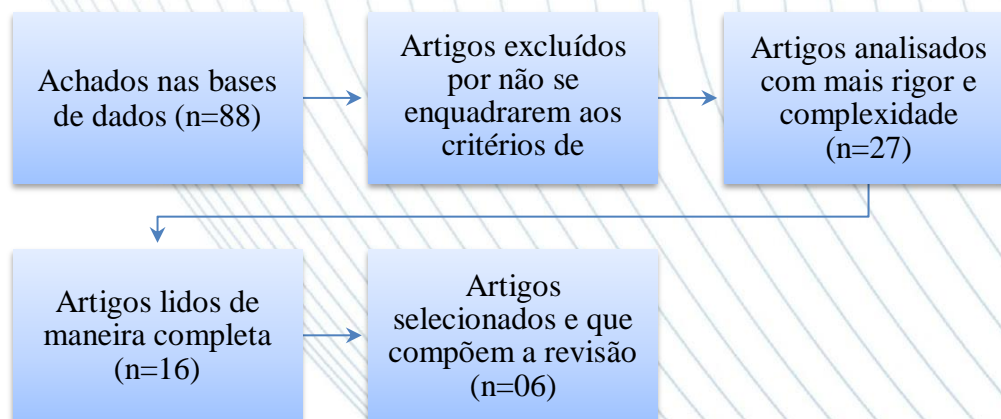 Achados nas bases
de dados (n=88)
Artigos excluídos
por não se
enquadrarem aos
critérios de
Artigos analisados
com mais rigor e
complexidade
(n=27)
Artigos lidos de
maneira completa
(n=16)
Artigos
selecionados e que
compõem a revisão
(n=06)